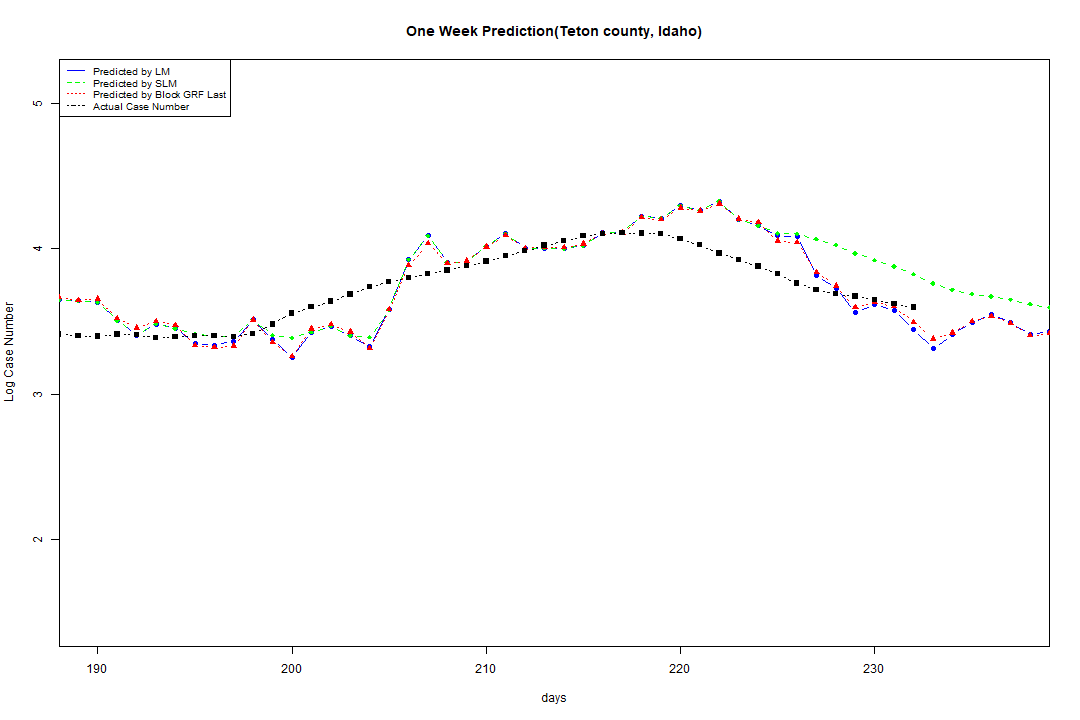 One Week Prediction(Teton county, Idaho)
Predicted by LM
Predicted by SLM
Predicted by Block GRF Last
Actual Case Number
5
4
3
2
Log Case Number
190 200 210 220 230
days